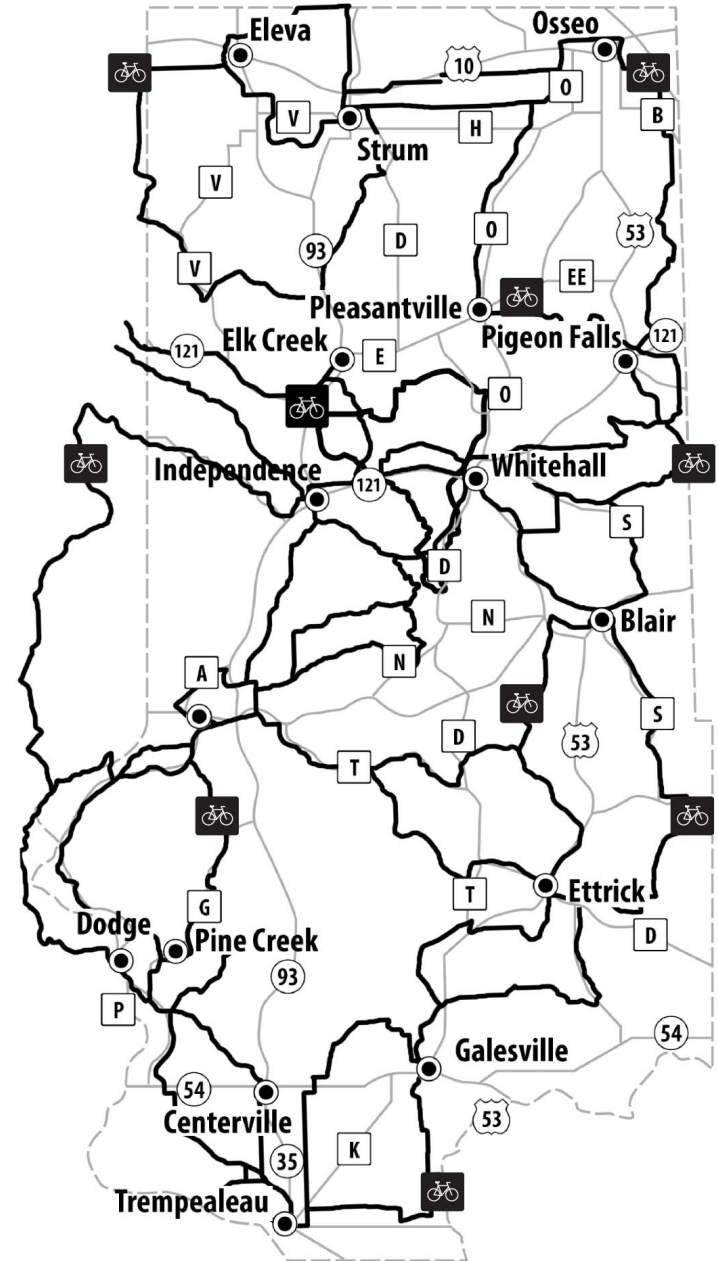 Eleva
Osseo
10
O
V
H
B
Strum
V
93
D
O
53
V
EE
Pleasantville
Pigeon Falls
121
Elk Creek
121
E
O
Independence
121
Whitehall
S
D
N
Blair
A
N
S
D
53
T
G
T
Ettrick
Dodge
Pine Creek
D
93
P
54
Galesville
54
Centerville
53
K
35
Trempealeau